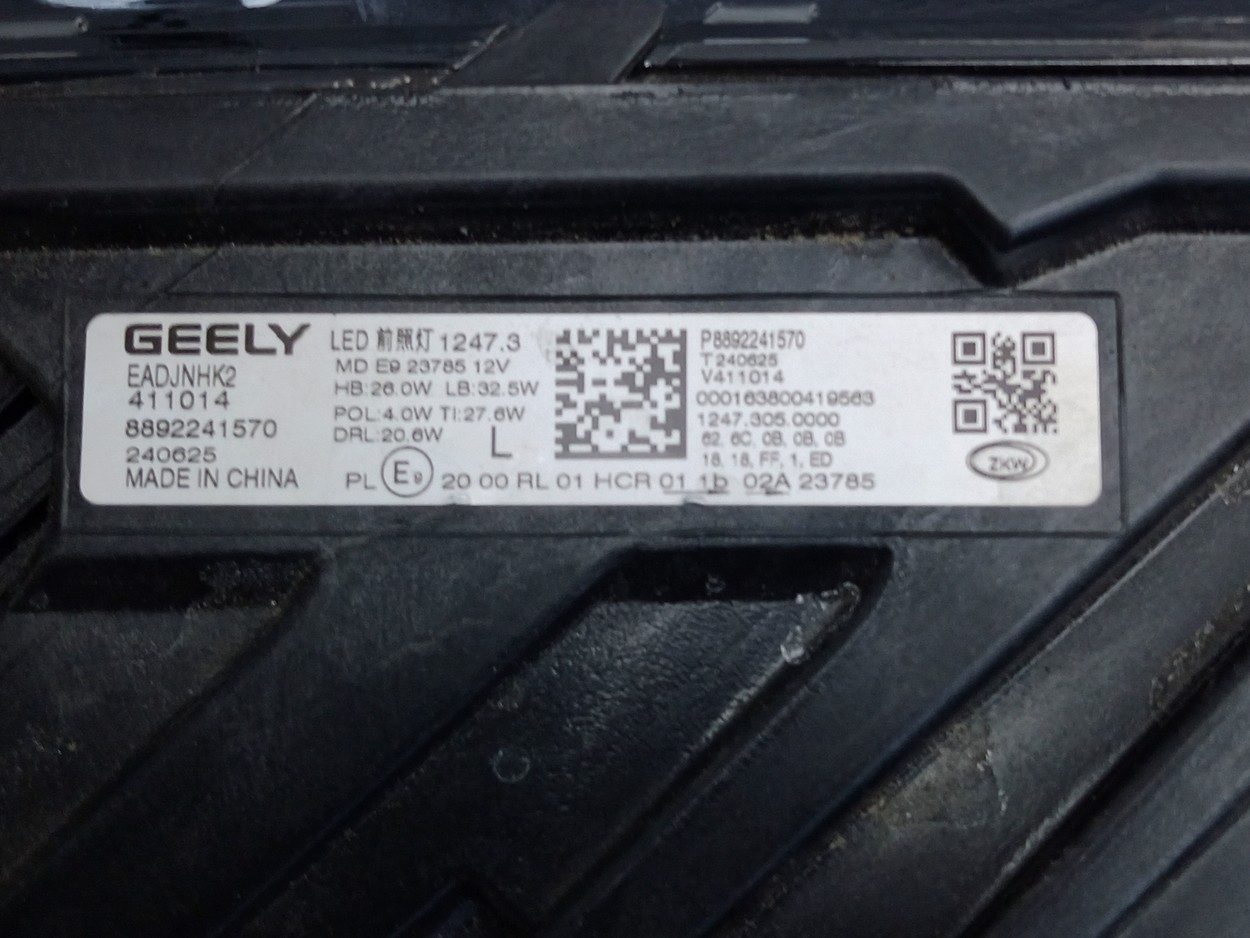 GEELY
EADJNHK2
411014
8892241570
240625
MADE IN CHINA
LED 前照灯 1247.3
MD E9 23785 12V
HB:26.0W LB:32.5W
POL:4.0W TI:27.6W
DRL:20.6W L
PL E9 20 00 RL 01 HCR 01 1b 02A 23785
P8892241570
T240625
V411014
000163800419563
1247.305.0000
62, 6C, 0B, 0B, 0B
18, 18, FF, 1, ED
ZKW